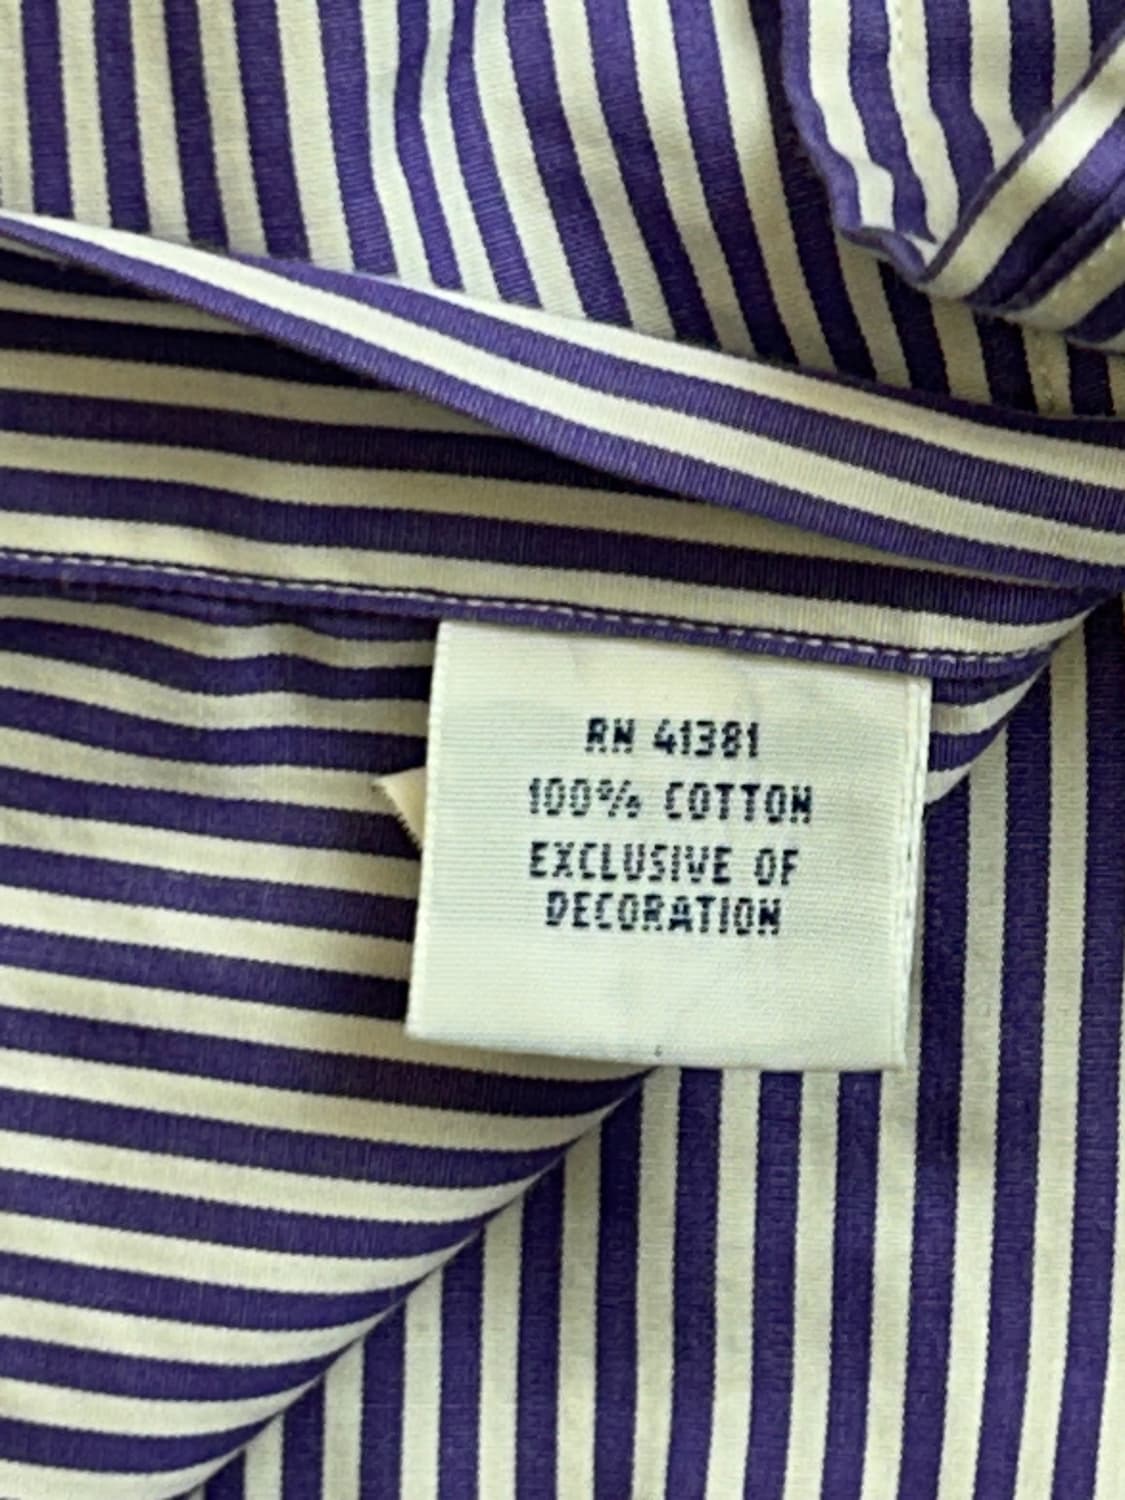 RN 41381
100% COTTON
EXCLUSIVE OF
DECORATION